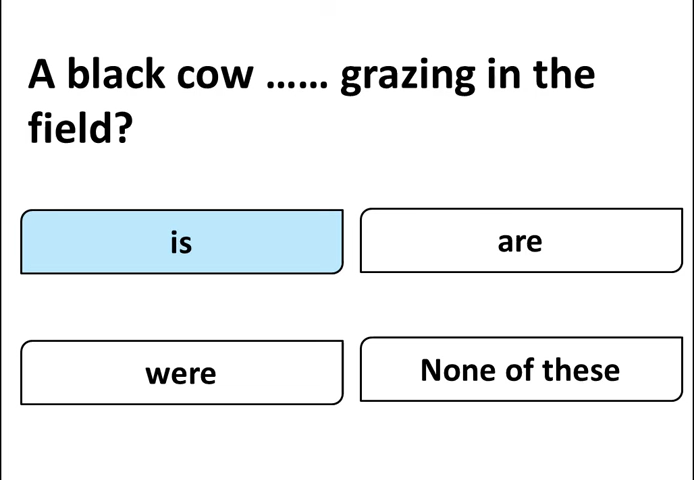 A black cow ...... grazing in the
field?
is
are
were
None of these